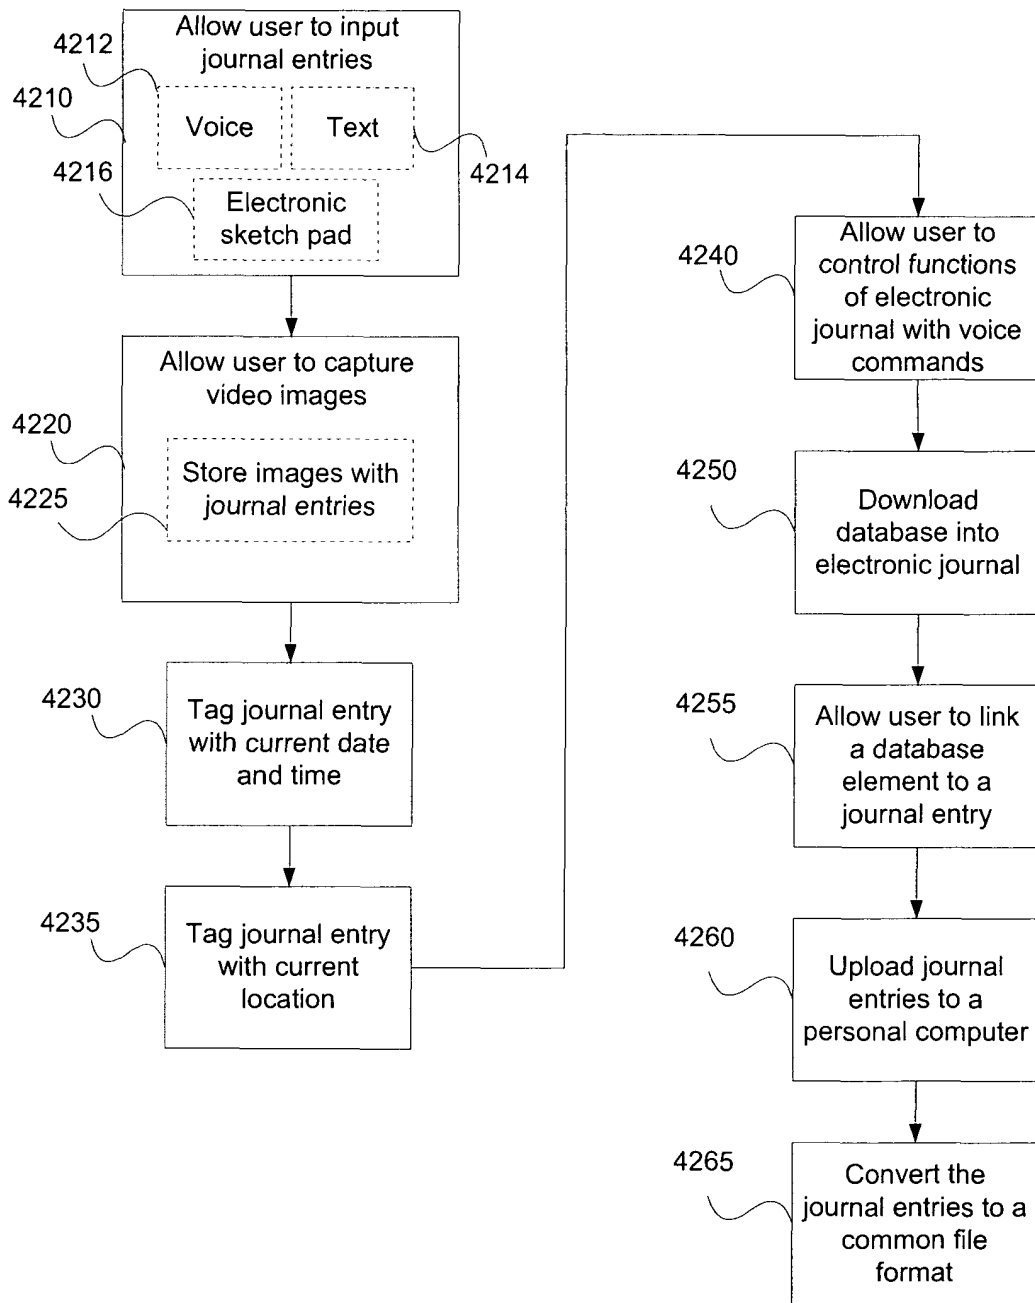 Allow user to input
journal entries
4212
4210
Voice
Text
4216
4214
Electronic
sketch pad
Allow user to capture
video images
4220
Store images with
journal entries
4225
4230
Tag journal entry
with current date
and time
4235
Tag journal entry
with current
location
4240
Allow user to
control functions
of electronic
journal with voice
commands
4250
Download
database into
electronic journal
4255
Allow user to link
a database
element to a
journal entry
4260
Upload journal
entries to a
personal computer
4265
Convert the
journal entries to a
common file
format